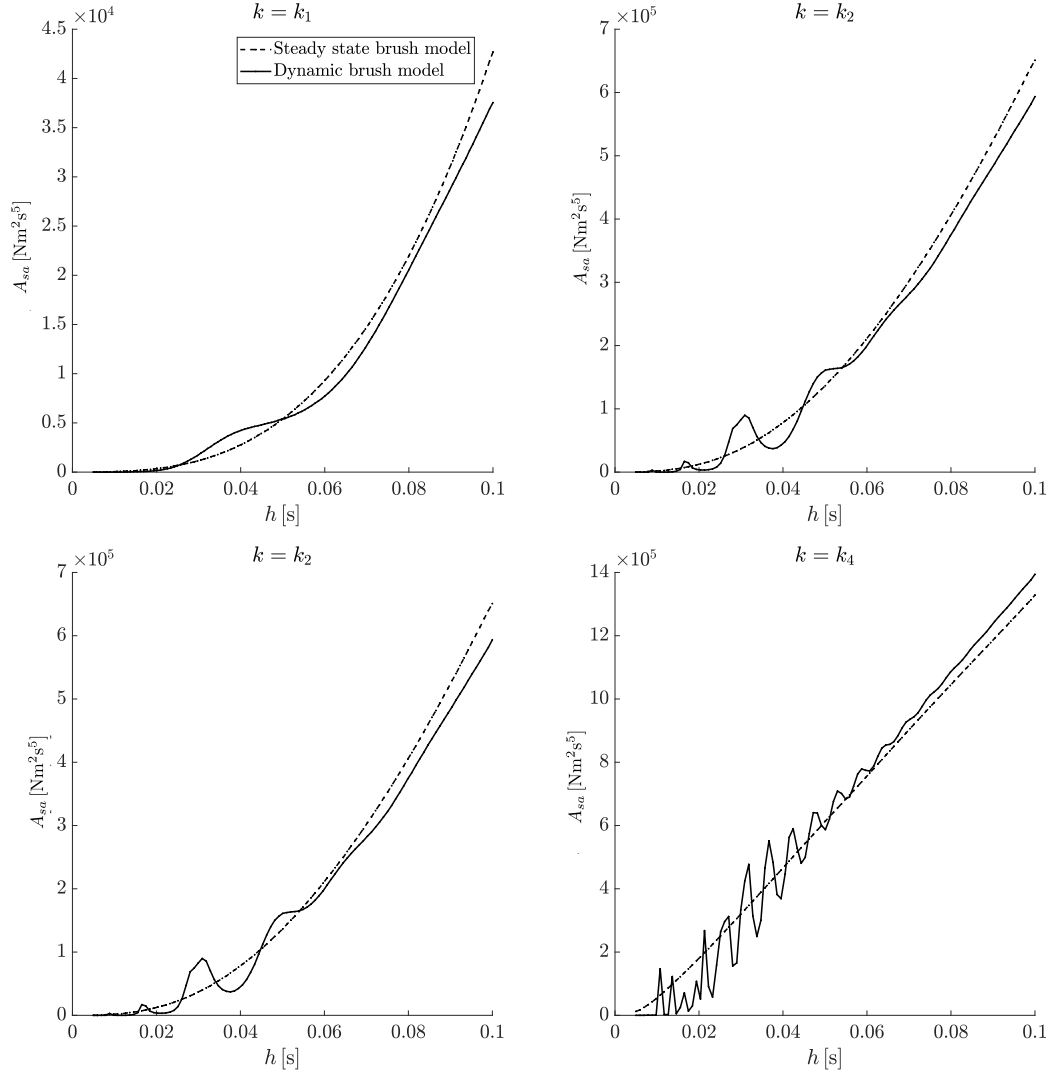 k = k₁
×10⁴
4.5
4
3.5
3
2.5
2
1.5
1
0.5
0
0 0.02 0.04 0.06 0.08 0.1
h [s]
Aₛₐ [Nm²s⁵]
Steady state brush model
Dynamic brush model
k = k₂
×10⁵
7
6
5
4
3
2
1
0
0 0.02 0.04 0.06 0.08 0.1
h [s]
Aₛₐ [Nm²s⁵]
k = k₂
×10⁵
7
6
5
4
3
2
1
0
0 0.02 0.04 0.06 0.08 0.1
h [s]
Aₛₐ [Nm²s⁵]
k = k₄
×10⁵
14
12
10
8
6
4
2
0
0 0.02 0.04 0.06 0.08 0.1
h [s]
Aₛₐ [Nm²s⁵]